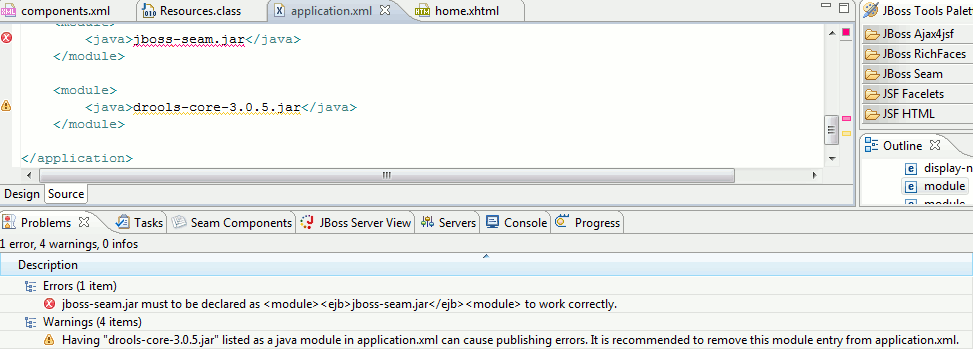 components.xml
Resources.class
application.xml
home.xhtml
<module>
<java>jboss-seam.jar</java>
</module>
<module>
<java>drools-core-3.0.5.jar</java>
</module>
</application>
Design
Source
JBoss Tools Palet
JBoss Ajax4jsf
JBoss RichFaces
JBoss Seam
JSF Facelets
JSF HTML
Outline
display-n
module
module
Problems
Tasks
Seam Components
JBoss Server View
Servers
Console
Progress
1 error, 4 warnings, 0 infos
Description
Errors (1 item)
jboss-seam.jar must to be declared as <module><ejb>jboss-seam.jar</ejb><module> to work correctly.
Warnings (4 items)
Having "drools-core-3.0.5.jar" listed as a java module in application.xml can cause publishing errors. It is recommended to remove this module entry from application.xml.